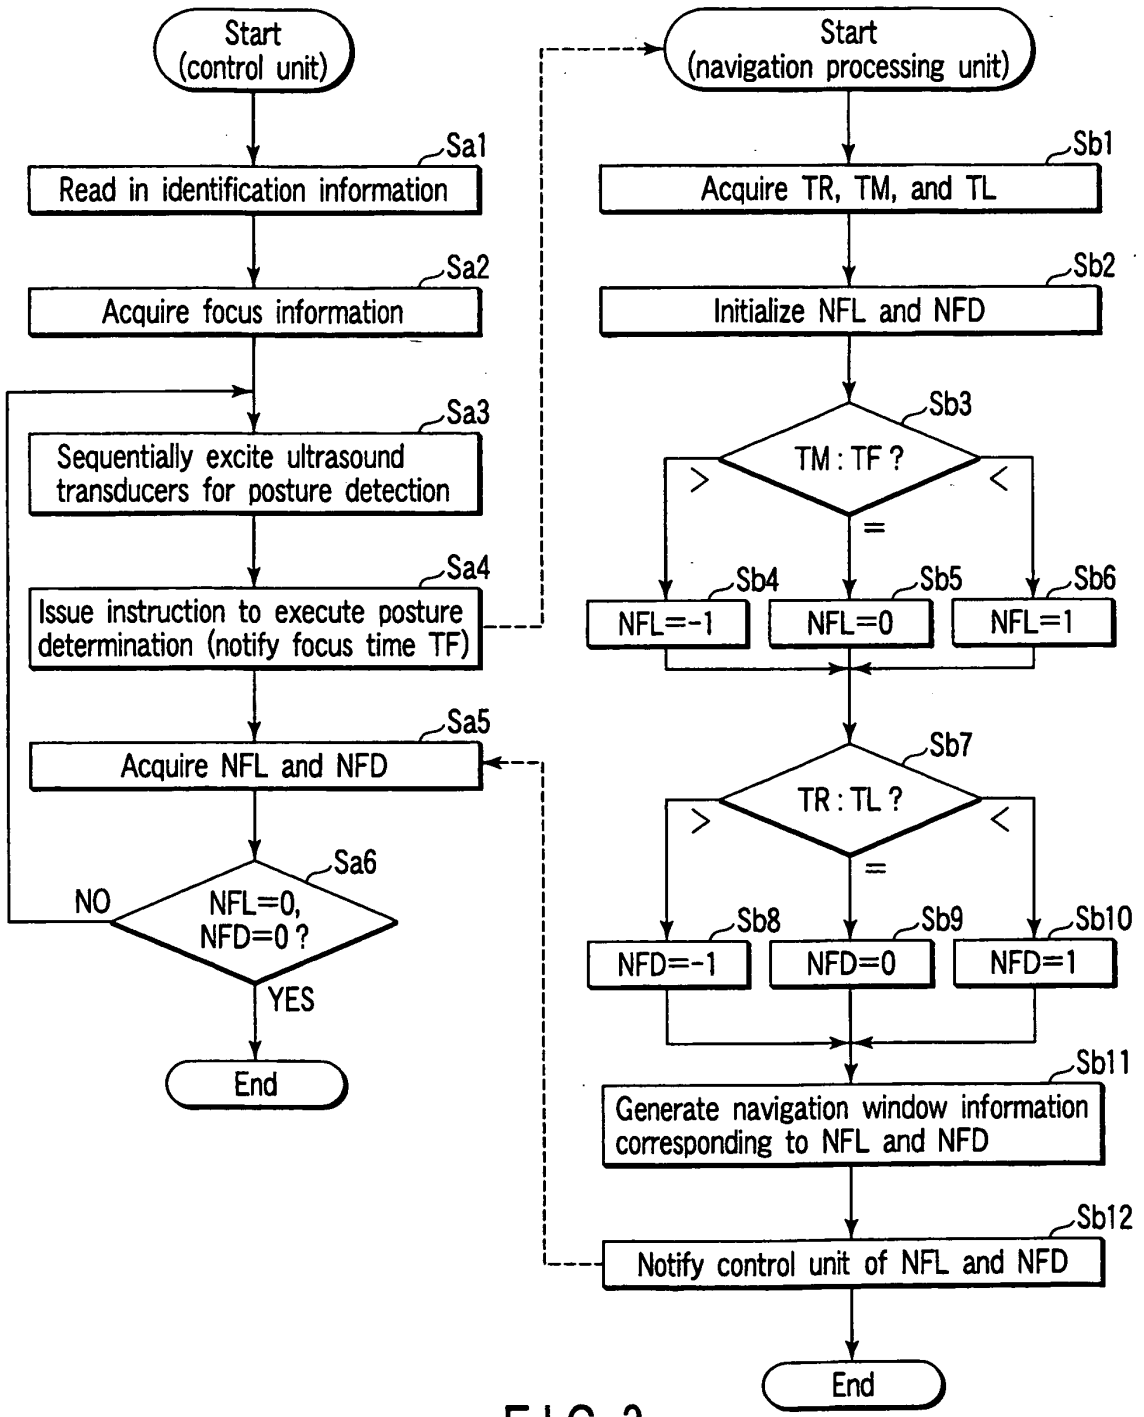 Start
(control unit)
Sa1
Read in identification information
Sa2
Acquire focus information
Sa3
Sequentially excite ultrasound
transducers for posture detection
Sa4
Issue instruction to execute posture
determination (notify focus time TF)
Sa5
Acquire NFL and NFD
Sa6
NO
NFL=0,
NFD=0?
YES
End
Start
(navigation processing unit)
Sb1
Acquire TR, TM, and TL
Sb2
Initialize NFL and NFD
Sb3
TM : TF ?
>
=
<
Sb4
NFL=-1
Sb5
NFL=0
Sb6
NFL=1
Sb7
TR : TL ?
>
=
<
Sb8
NFD=-1
Sb9
NFD=0
Sb10
NFD=1
Sb11
Generate navigation window information
corresponding to NFL and NFD
Sb12
Notify control unit of NFL and NFD
End